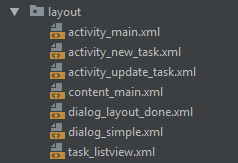 layout
activity_main.xml
activity_new_task.xml
activity_update_task.xml
content_main.xml
dialog_layout_done.xml
dialog_simple.xml
task_listview.xml